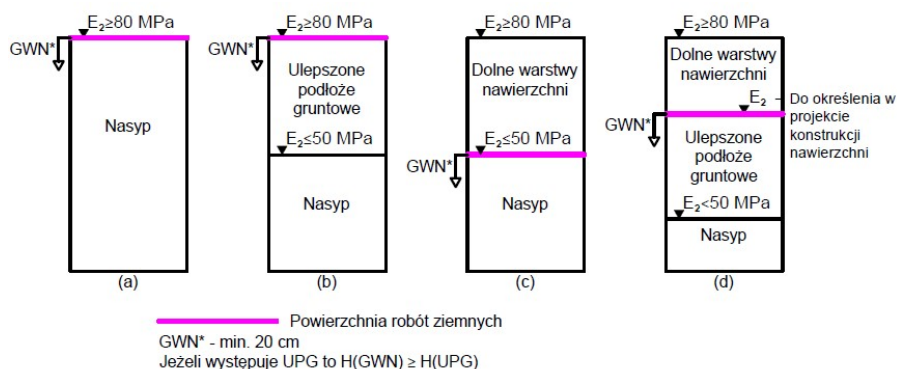 E₂≥80 MPa
GWN*
Nasyp
(a)
E₂≥80 MPa
GWN*
Ulepszone
podłoże
gruntowe
E₂≤50 MPa
Nasyp
(b)
E₂≥80 MPa
Dolne warstwy
nawierzchni
E₂≤50 MPa
GWN*
Nasyp
(c)
E₂≥80 MPa
Dolne warstwy
nawierzchni
E₂ – Do określenia w
projekcie
konstrukcji
nawierzchni
GWN*
Ulepszone
podłoże
gruntowe
E₂<50 MPa
Nasyp
(d)
Powierzchnia robót ziemnych
GWN* - min. 20 cm
Jeżeli występuje UPG to H(GWN) ≥ H(UPG)